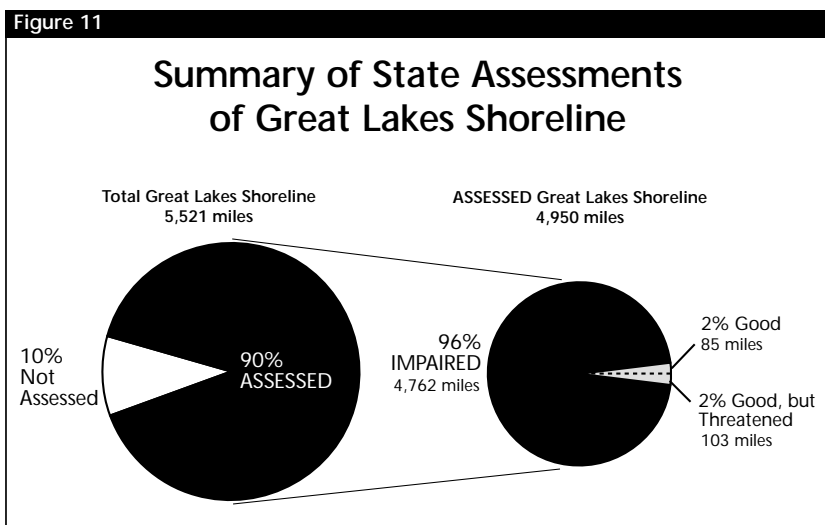 Figure 11
Summary of State Assessments
of Great Lakes Shoreline
Total Great Lakes Shoreline
5,521 miles
ASSESSED Great Lakes Shoreline
4,950 miles
10%
Not
Assessed
90%
ASSESSED
96%
IMPAIRED
4,762 miles
2% Good
85 miles
2% Good, but
Threatened
103 miles